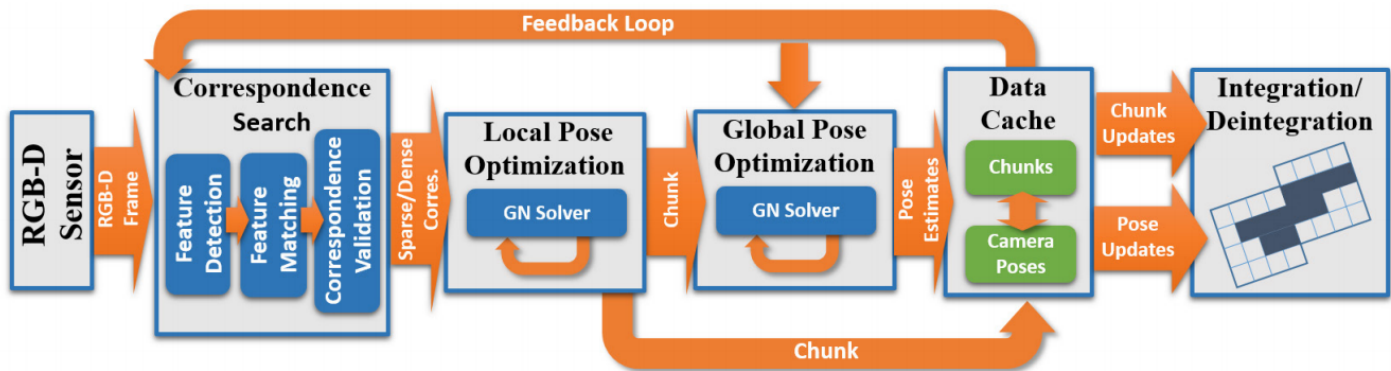 Feedback Loop
RGB-D
Sensor
RGB-D
Frame
Correspondence
Search
Feature
Detection
Feature
Matching
Correspondence
Validation
Sparse/Dense
Corres.
Local Pose
Optimization
GN Solver
Chunk
Global Pose
Optimization
GN Solver
Pose
Estimates
Data
Cache
Chunks
Camera
Poses
Chunk
Updates
Pose
Updates
Integration/
Deintegration
Chunk